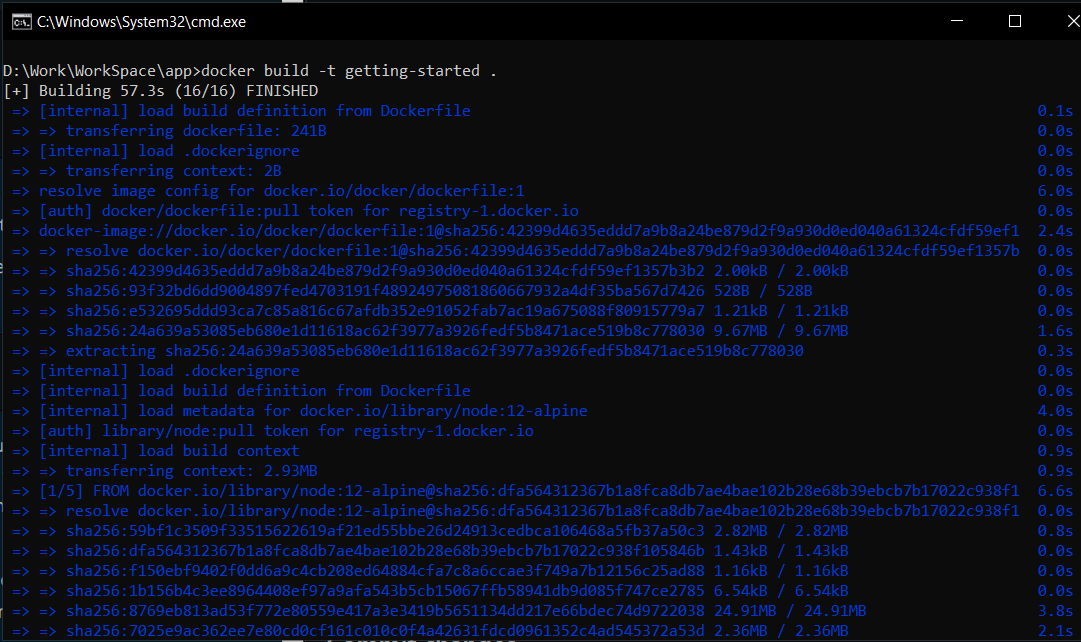 C:\Windows\System32\cmd.exe
D:\Work\WorkSpace\app>docker build -t getting-started .
[+] Building 57.3s (16/16) FINISHED
=> [internal] load build definition from Dockerfile 0.1s
=> => transferring dockerfile: 241B 0.0s
=> [internal] load .dockerignore 0.0s
=> => transferring context: 2B 0.0s
=> resolve image config for docker.io/docker/dockerfile:1 6.0s
=> [auth] docker/dockerfile:pull token for registry-1.docker.io 0.0s
=> docker-image://docker.io/docker/dockerfile:1@sha256:42399d4635eddd7a9b8a24be879d2f9a930d0ed040a61324cfdf59ef1 2.4s
=> => resolve docker.io/docker/dockerfile:1@sha256:42399d4635eddd7a9b8a24be879d2f9a930d0ed040a61324cfdf59ef1357b 0.0s
=> => sha256:42399d4635eddd7a9b8a24be879d2f9a930d0ed040a61324cfdf59ef1357b3b2 2.00kB / 2.00kB 0.0s
=> => sha256:93f32bd6dd9004897fed4703191f48924975081860667932a4df35ba567d7426 528B / 528B 0.0s
=> => sha256:e532695ddd93ca7c85a816c67afdb352e91052fab7ac19a675088f80915779a7 1.21kB / 1.21kB 0.0s
=> => sha256:24a639a53085eb680e1d11618ac62f3977a3926fedf5b8471ace519b8c778030 9.67MB / 9.67MB 1.6s
=> => extracting sha256:24a639a53085eb680e1d11618ac62f3977a3926fedf5b8471ace519b8c778030 0.3s
=> [internal] load .dockerignore 0.0s
=> [internal] load build definition from Dockerfile 0.0s
=> [internal] load metadata for docker.io/library/node:12-alpine 4.0s
=> [auth] library/node:pull token for registry-1.docker.io 0.0s
=> [internal] load build context 0.9s
=> => transferring context: 2.93MB 0.9s
=> [1/5] FROM docker.io/library/node:12-alpine@sha256:dfa564312367b1a8fca8db7ae4bae102b28e68b39ebcb7b17022c938f1 6.6s
=> => resolve docker.io/library/node:12-alpine@sha256:dfa564312367b1a8fca8db7ae4bae102b28e68b39ebcb7b17022c938f1 0.0s
=> => sha256:59bf1c3509f33515622619af21ed55bbe26d24913cedbca106468a5fb37a50c3 2.82MB / 2.82MB 0.8s
=> => sha256:dfa564312367b1a8fca8db7ae4bae102b28e68b39ebcb7b17022c938f105846b 1.43kB / 1.43kB 0.0s
=> => sha256:f150ebf9402f0dd6a9c4cb208ed64884cfa7c8a6ccae3f749a7b12156c25ad88 1.16kB / 1.16kB 0.0s
=> => sha256:1b156b4c3ee8964408ef97a9afa543b5cb15067ffb58941db9d085f747ce2785 6.54kB / 6.54kB 0.0s
=> => sha256:8769eb813ad53f772e80559e417a3e3419b5651134dd217e66bdec74d9722038 24.91MB / 24.91MB 3.8s
=> => sha256:7025e9ac362ee7e80cd0cf161c010c0f4a42631fdcd0961352c4ad545372a53d 2.36MB / 2.36MB 2.1s